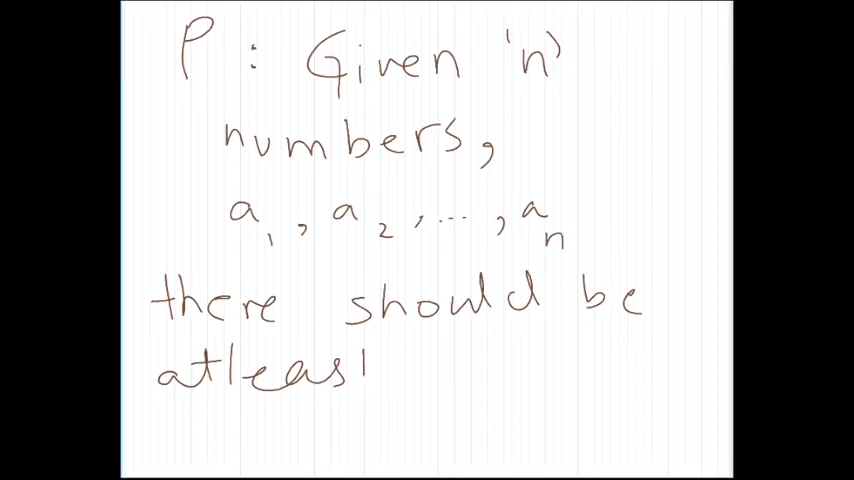 P : Given 'n'
numbers,
a₁, a₂, ..., aₙ
there should be
atleast